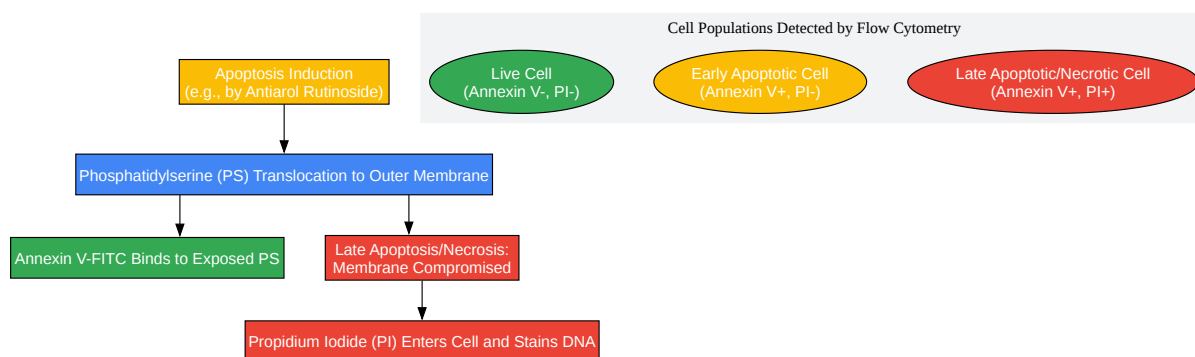 Cell Populations Detected by Flow Cytometry
Apoptosis Induction
(e.g., by Antiarol Rutinoside)
Live Cell
(Annexin V-, PI-)
Early Apoptotic Cell
(Annexin V+, PI-)
Late Apoptotic/Necrotic Cell
(Annexin V+, PI+)
Phosphatidylserine (PS) Translocation to Outer Membrane
Annexin V-FITC Binds to Exposed PS
Late Apoptosis/Necrosis:
Membrane Compromised
Propidium Iodide (PI) Enters Cell and Stains DNA